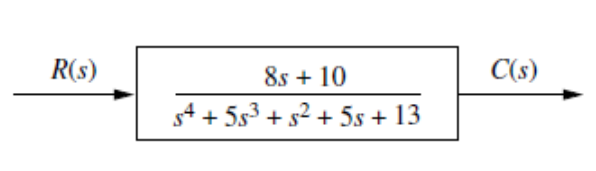 R(s)
8s + 10
C(s)
s⁴ + 5s³ + s² + 5s + 13